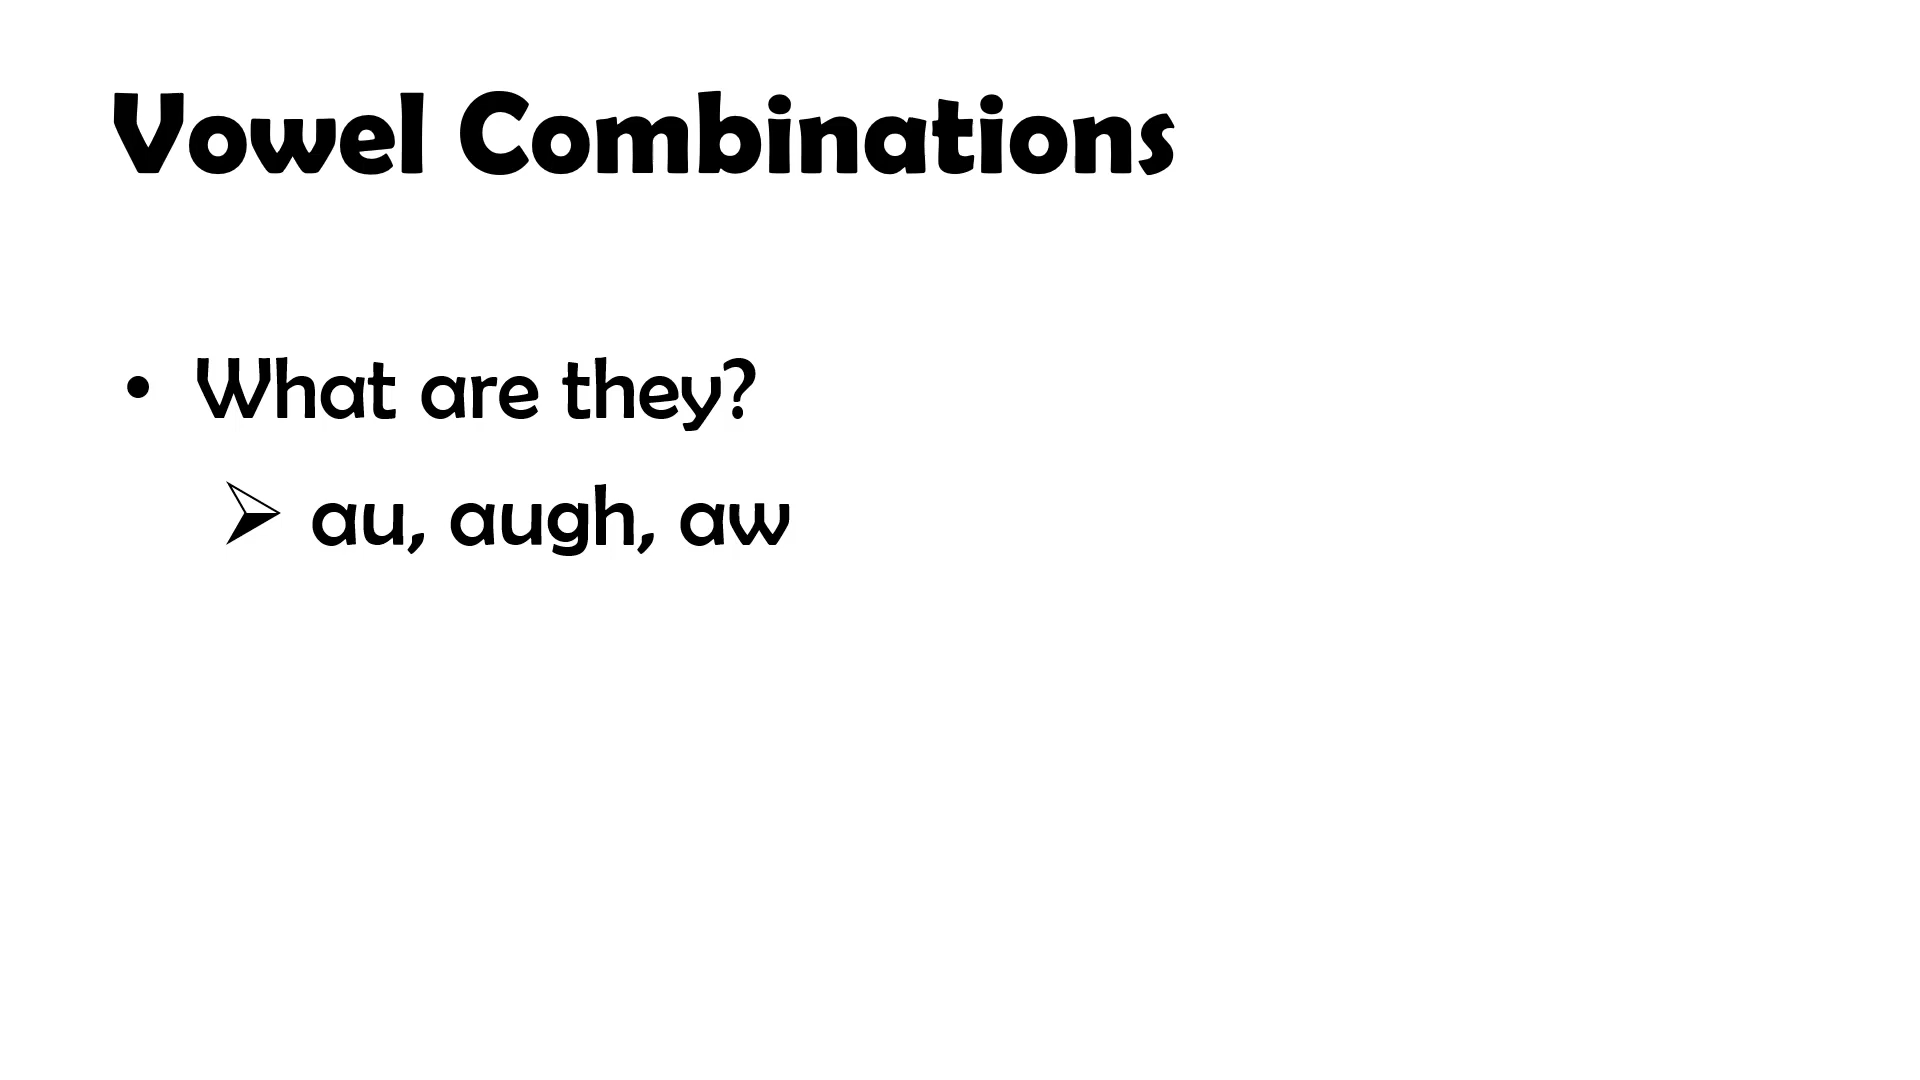 Vowel Combinations
• What are they?
➢ au, augh, aw